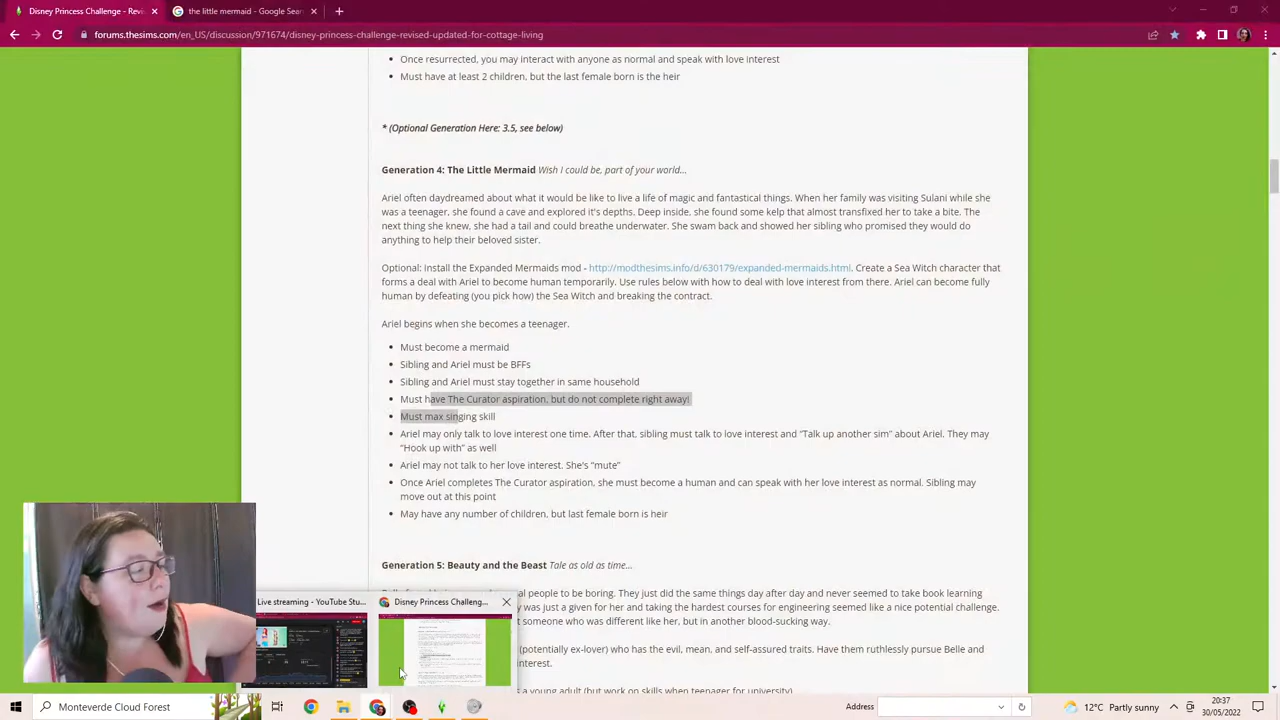 Disney Princess Challenge - Revis
the little mermaid - Google Sear
forums.thesims.com/en_US/discussion/971674/disney-princess-challenge-revised-updated-for-cottage-living
Once resurrected, you may interact with anyone as normal and speak with love interest
Must have at least 2 children, but the last female born is the heir
* (Optional Generation Here: 3.5, see below)
Generation 4: The Little Mermaid Wish I could be, part of your world...
Ariel often daydreamed about what it would be like to live a life of magic and fantastical things. When her family was visiting Sulani while she
was a teenager, she found a cave and explored it's depths. Deep inside, she found some kelp that almost transfixed her to take a bite. The
next thing she knew, she had a tail and could breathe underwater. She swam back and showed her sibling who promised they would do
anything to help their beloved sister.
Optional: Install the Expanded Mermaids mod - http://modthesims.info/d/630179/expanded-mermaids.html. Create a Sea Witch character that
forms a deal with Ariel to become human temporarily. Use rules below with how to deal with love interest from there. Ariel can become fully
human by defeating (you pick how) the Sea Witch and breaking the contract.
Ariel begins when she becomes a teenager.
Must become a mermaid
Sibling and Ariel must be BFFs
Sibling and Ariel must stay together in same household
Must have The Curator aspiration, but do not complete right away!
Must max singing skill
Ariel may only talk to love interest one time. After that, sibling must talk to love interest and "Talk up another sim" about Ariel. They may
"Hook up with" as well
Ariel may not talk to her love interest. She's "mute"
Once Ariel completes The Curator aspiration, she must become a human and can speak with her love interest as normal. Sibling may
move out at this point
May have any number of children, but last female born is heir
Generation 5: Beauty and the Beast Tale as old as time...
al people to be boring. They just did the same things day after day and never seemed to take book learning
y was just a given for her and taking the hardest courses for engineering seemed like a nice potential challenge.
t someone who was different like her, but in another blood-sucking way.
(potentially ex-lover) who has the evil, mean, and self-assured traits. Have them ruthlessly pursue Belle and
nterest.
s a young adult (but work on skills when teenager for university)
Live streaming - YouTube Stu...
Disney Princess Challeng...
Monteverde Cloud Forest
Address
12°C Partly sunny
20:37
30/05/2022